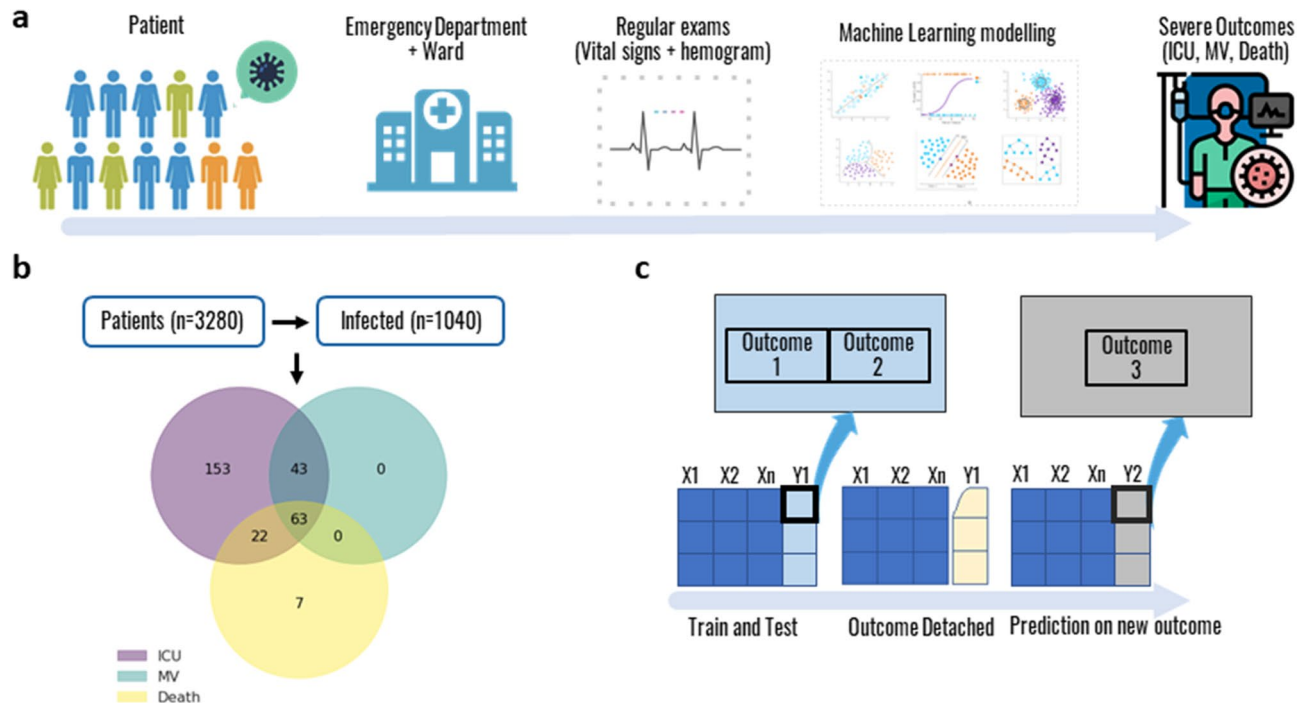 a
Patient
Emergency Department
+ Ward
Regular exams
(Vital signs + hemogram)
Machine Learning modelling
Severe Outcomes
(ICU, MV, Death)
b
Patients (n=3280)
Infected (n=1040)
153
43
0
63
22
0
7
ICU
MV
Death
c
Outcome
1
Outcome
2
Outcome
3
X1 X2 Xn Y1
X1 X2 Xn Y1
X1 X2 Xn Y2
Train and Test
Outcome Detached
Prediction on new outcome